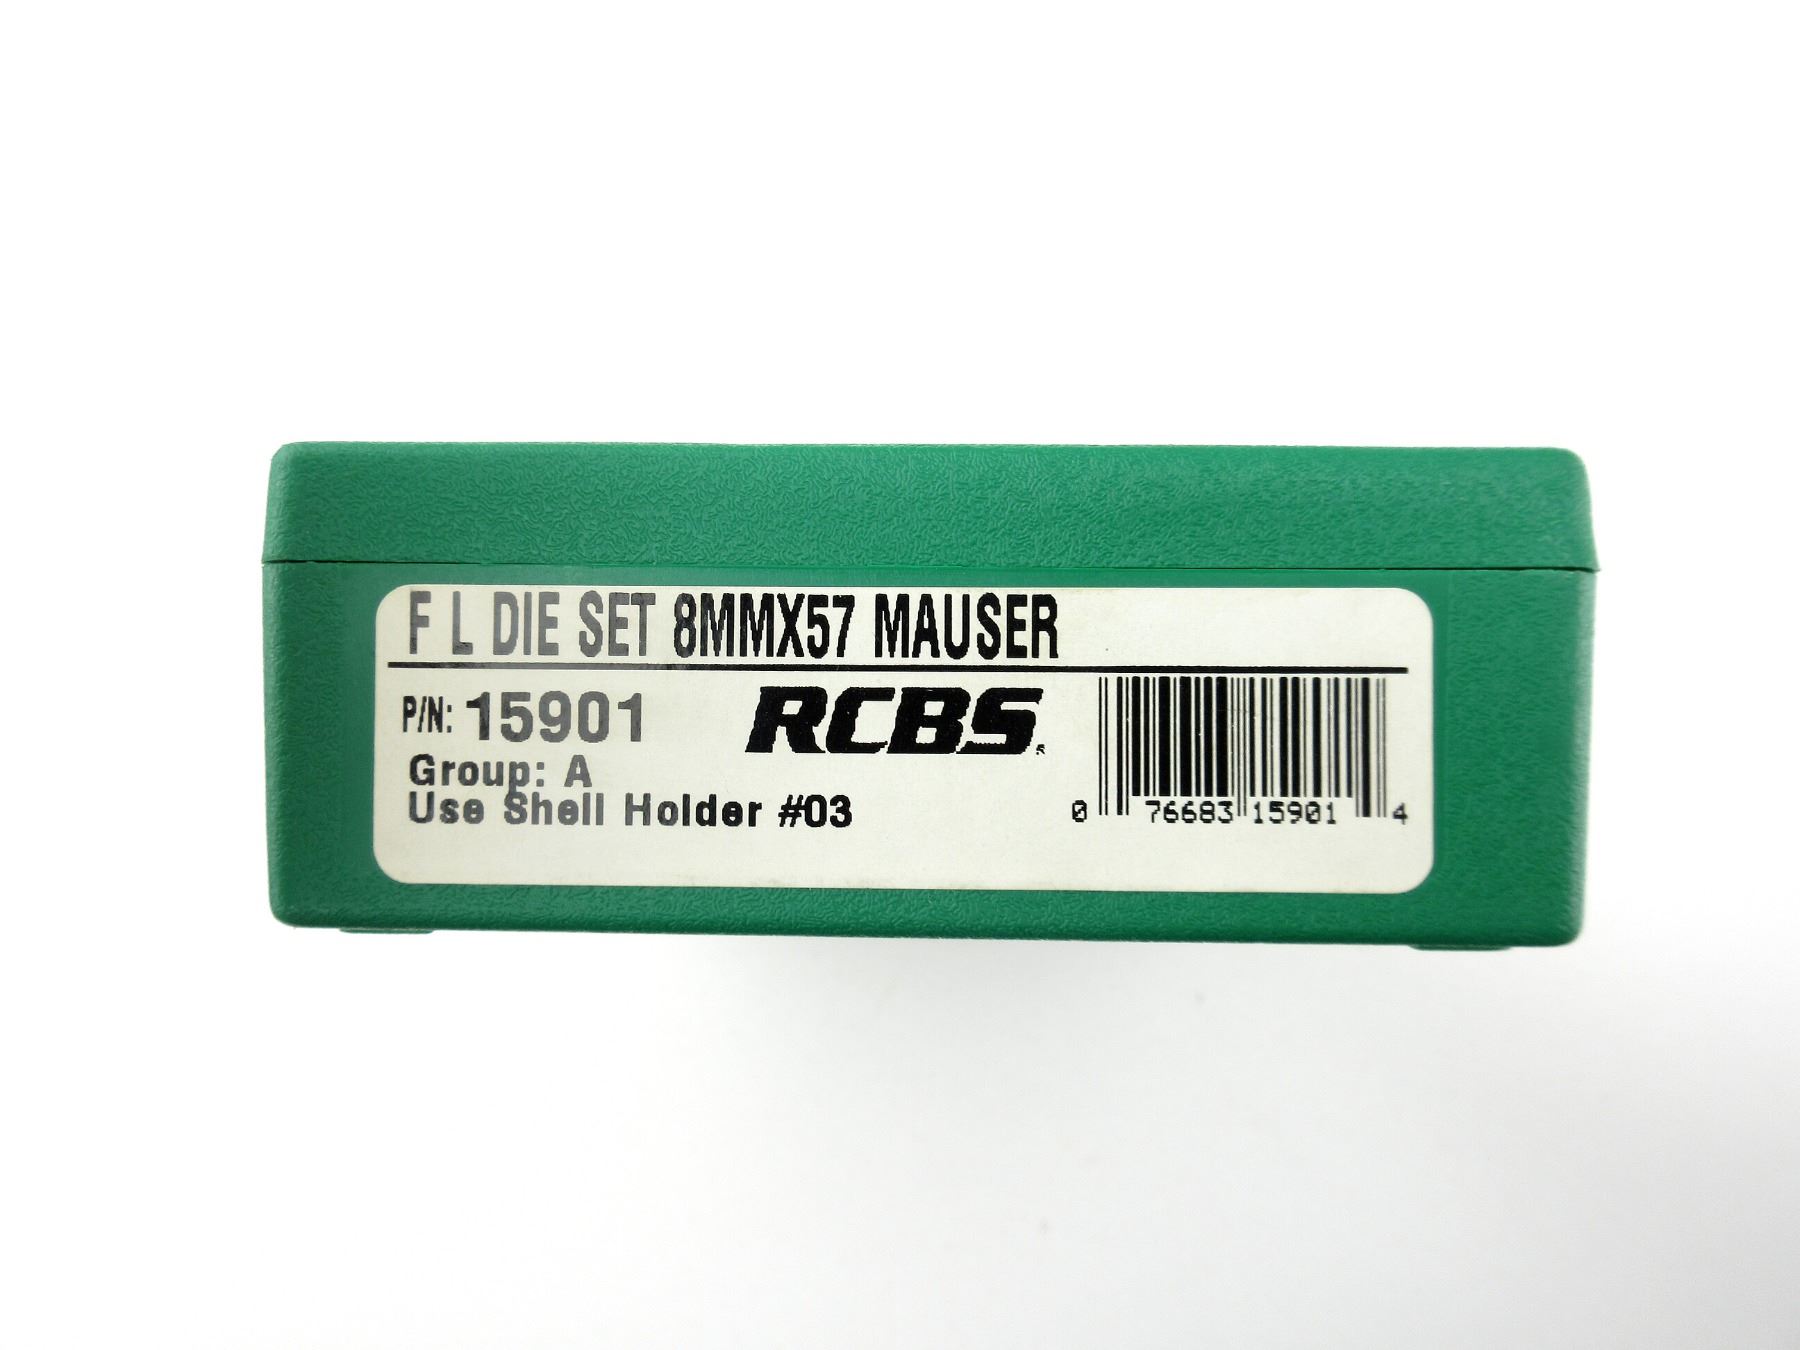 F L DIE SET 8MMX57 MAUSER
P/N: 15901
RCBS
Group: A
Use Shell Holder #03
0 76683 15901 4